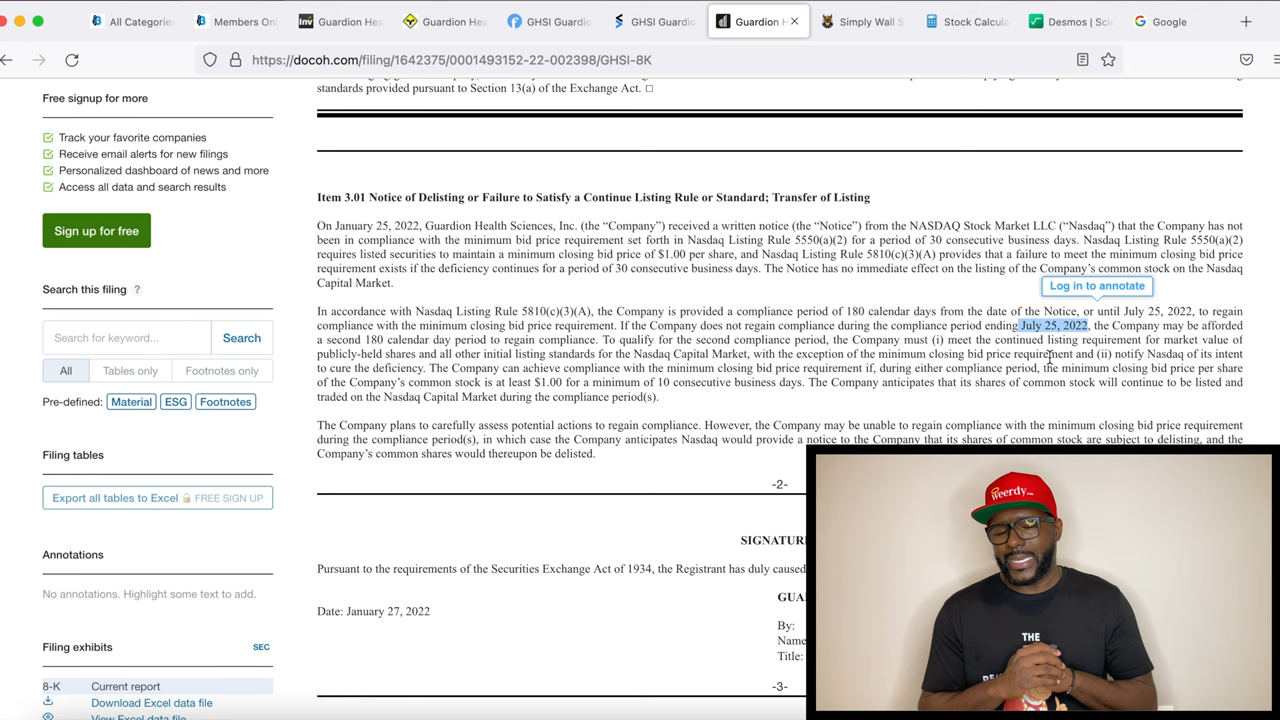 All Categories
Members On
Guardion Hea
Guardion Hea
GHSI Guardio
GHSI Guardio
Guardion H
Simply Wall S
Stock Calcula
Desmos | Scie
Google
https://docoh.com/filing/1642375/0001493152-22-002398/GHSI-8K
standards provided pursuant to Section 13(a) of the Exchange Act. ☐
Free signup for more
Track your favorite companies
Receive email alerts for new filings
Personalized dashboard of news and more
Access all data and search results
Sign up for free
Search this filing ?
Search for keyword
Search
All
Tables only
Footnotes only
Pre-defined: Material ESG Footnotes
Filing tables
Export all tables to Excel FREE SIGN UP
Annotations
No annotations. Highlight some text to add.
Filing exhibits SEC
8-K Current report
Download Excel data file
View Excel data file
Item 3.01 Notice of Delisting or Failure to Satisfy a Continue Listing Rule or Standard; Transfer of Listing
On January 25, 2022, Guardion Health Sciences, Inc. (the “Company”) received a written notice (the “Notice”) from the NASDAQ Stock Market LLC (“Nasdaq”) that the Company has not
been in compliance with the minimum bid price requirement set forth in Nasdaq Listing Rule 5550(a)(2) for a period of 30 consecutive business days. Nasdaq Listing Rule 5550(a)(2)
requires listed securities to maintain a minimum closing bid price of $1.00 per share, and Nasdaq Listing Rule 5810(c)(3)(A) provides that a failure to meet the minimum closing bid price
requirement exists if the deficiency continues for a period of 30 consecutive business days. The Notice has no immediate effect on the listing of the Company’s common stock on the Nasdaq
Capital Market.
Log in to annotate
In accordance with Nasdaq Listing Rule 5810(c)(3)(A), the Company is provided a compliance period of 180 calendar days from the date of the Notice, or until July 25, 2022, to regain
compliance with the minimum closing bid price requirement. If the Company does not regain compliance during the compliance period ending July 25, 2022, the Company may be afforded
a second 180 calendar day period to regain compliance. To qualify for the second compliance period, the Company must (i) meet the continued listing requirement for market value of
publicly-held shares and all other initial listing standards for the Nasdaq Capital Market, with the exception of the minimum closing bid price requirement and (ii) notify Nasdaq of its intent
to cure the deficiency. The Company can achieve compliance with the minimum closing bid price requirement if, during either compliance period, the minimum closing bid price per share
of the Company’s common stock is at least $1.00 for a minimum of 10 consecutive business days. The Company anticipates that its shares of common stock will continue to be listed and
traded on the Nasdaq Capital Market during the compliance period(s).
The Company plans to carefully assess potential actions to regain compliance. However, the Company may be unable to regain compliance with the minimum closing bid price requirement
during the compliance period(s), in which case the Company anticipates Nasdaq would provide a notice to the Company that its shares of common stock are subject to delisting, and the
Company’s common shares would thereupon be delisted.
-2-
SIGNATUR
Pursuant to the requirements of the Securities Exchange Act of 1934, the Registrant has duly caused
GUA
Date: January 27, 2022
By:
Name
Title:
-3-
Weerdy.
THE